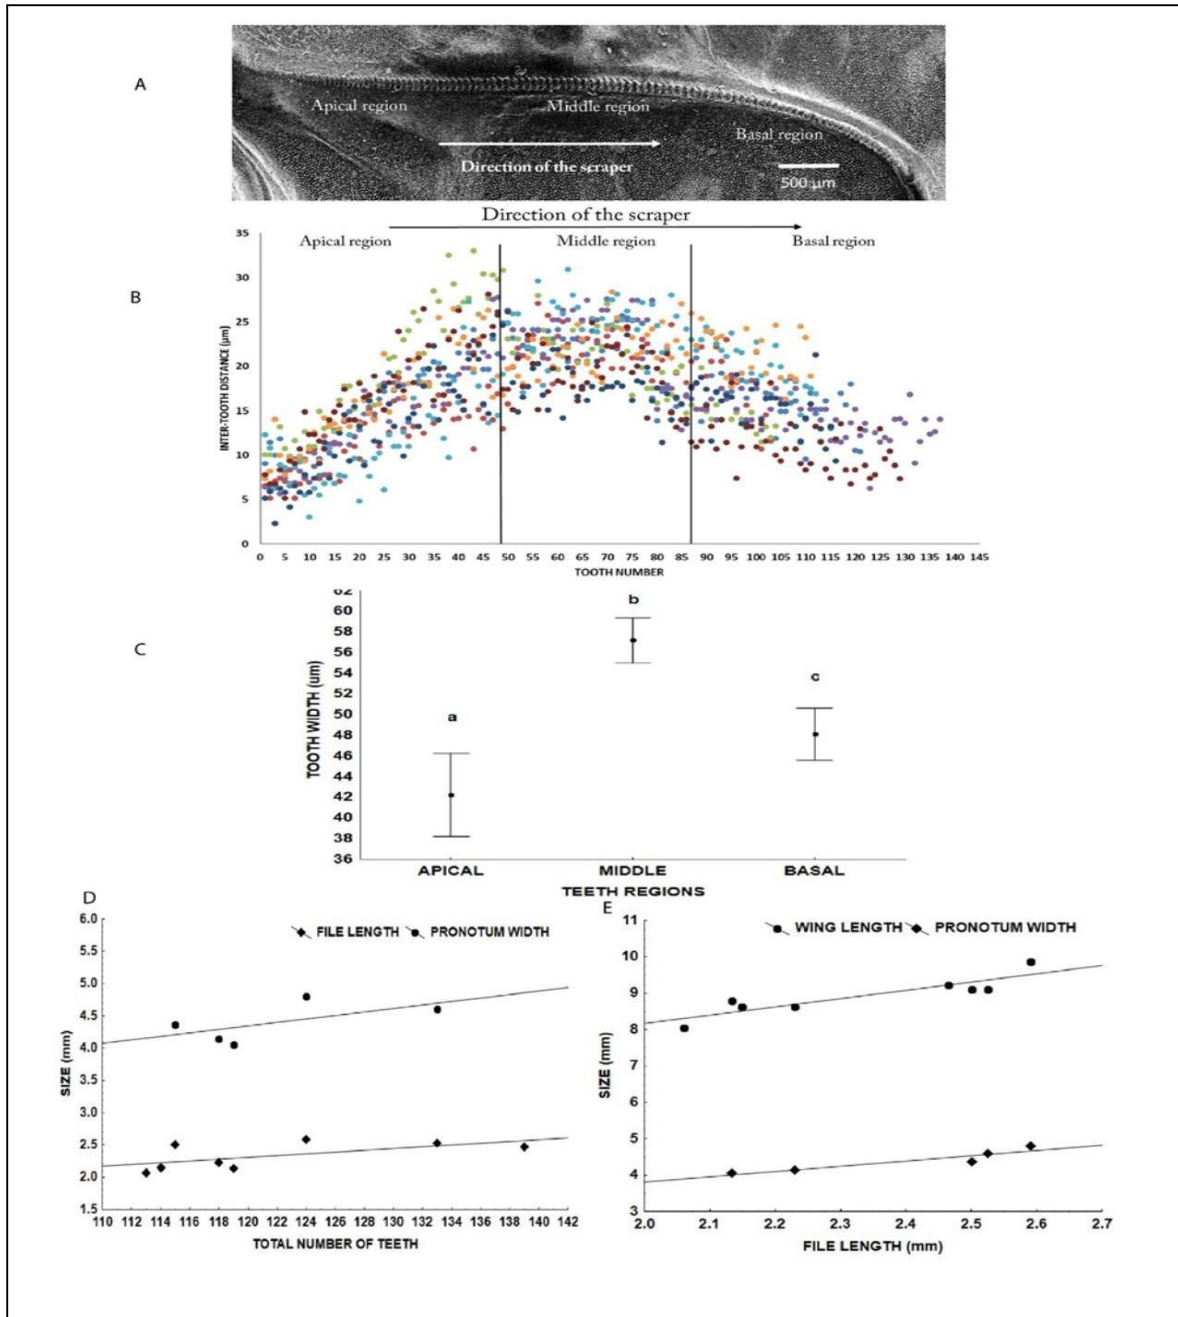 A
Apical region
Middle region
Basal region
Direction of the scraper
500 µm
Direction of the scraper
Apical region
Middle region
Basal region
B
35
30
25
20
15
10
5
0
INTER-TOOTH DISTANCE (µm)
0 5 10 15 20 25 30 35 40 45 50 55 60 65 70 75 80 85 90 95 100 105 110 115 120 125 130 135 140 145
TOOTH NUMBER
C
62
60
58
56
54
52
50
48
46
44
42
40
38
36
TOOTH WIDTH (um)
a
b
c
APICAL MIDDLE BASAL
TEETH REGIONS
D
FILE LENGTH PRONOTUM WIDTH
6.0
5.5
5.0
4.5
4.0
3.5
3.0
2.5
2.0
1.5
SIZE (mm)
110 112 114 116 118 120 122 124 126 128 130 132 134 136 138 140 142
TOTAL NUMBER OF TEETH
E
WING LENGTH PRONOTUM WIDTH
11
10
9
8
7
6
5
4
3
SIZE (mm)
2.0 2.1 2.2 2.3 2.4 2.5 2.6 2.7
FILE LENGTH (mm)